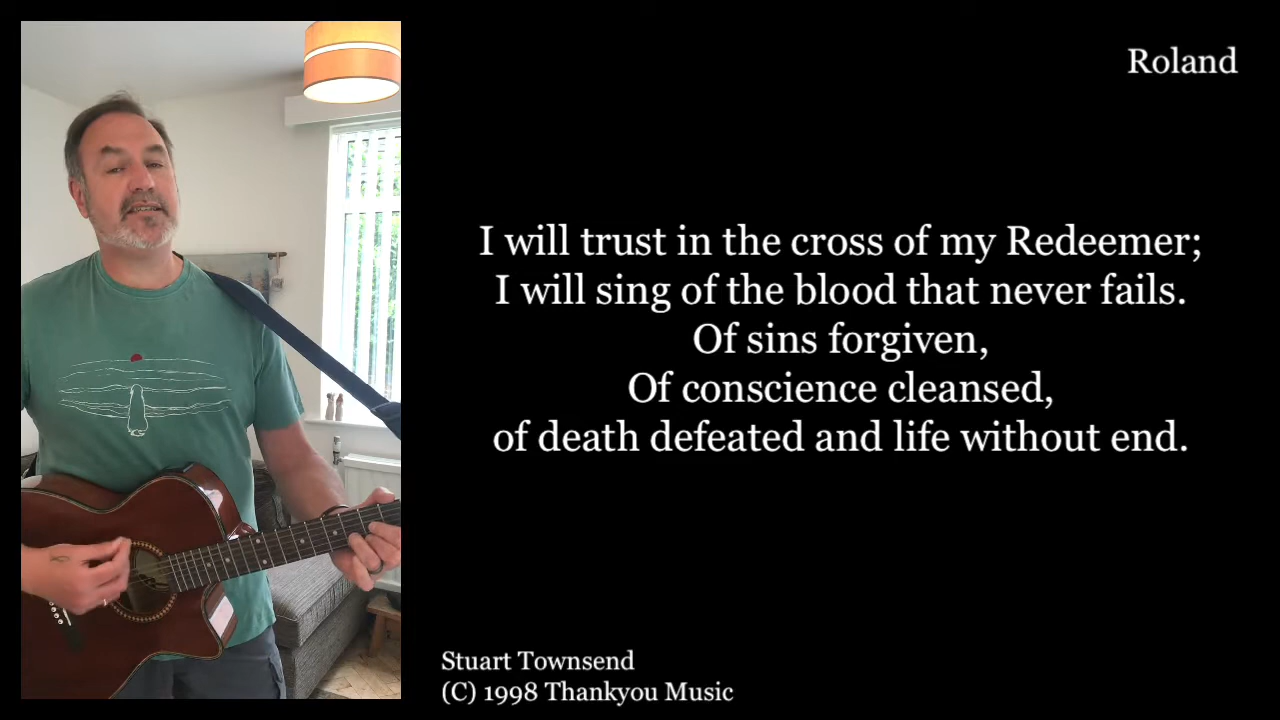 Roland
I will trust in the cross of my Redeemer;
I will sing of the blood that never fails.
Of sins forgiven,
Of conscience cleansed,
of death defeated and life without end.
Stuart Townsend
(C) 1998 Thankyou Music